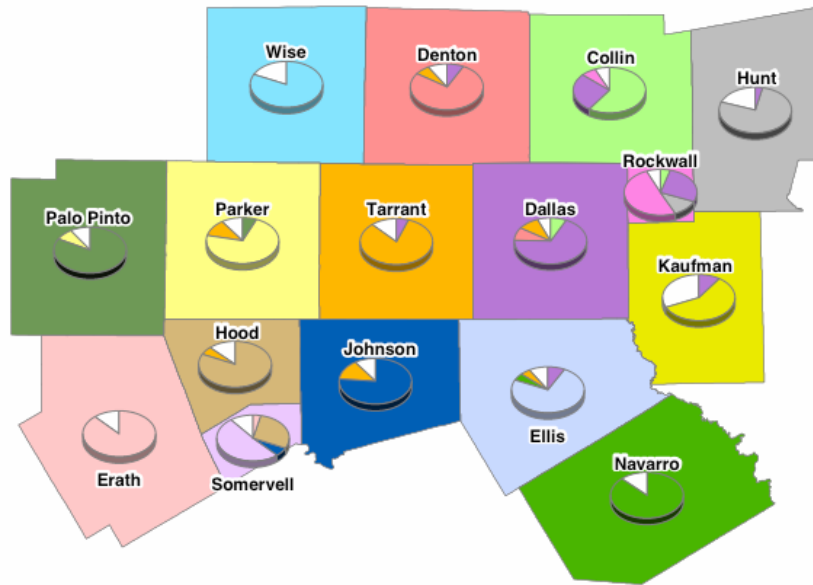 Wise
Denton
Collin
Hunt
Rockwall
Palo Pinto
Parker
Tarrant
Dallas
Kaufman
Hood
Johnson
Ellis
Erath
Somervell
Navarro